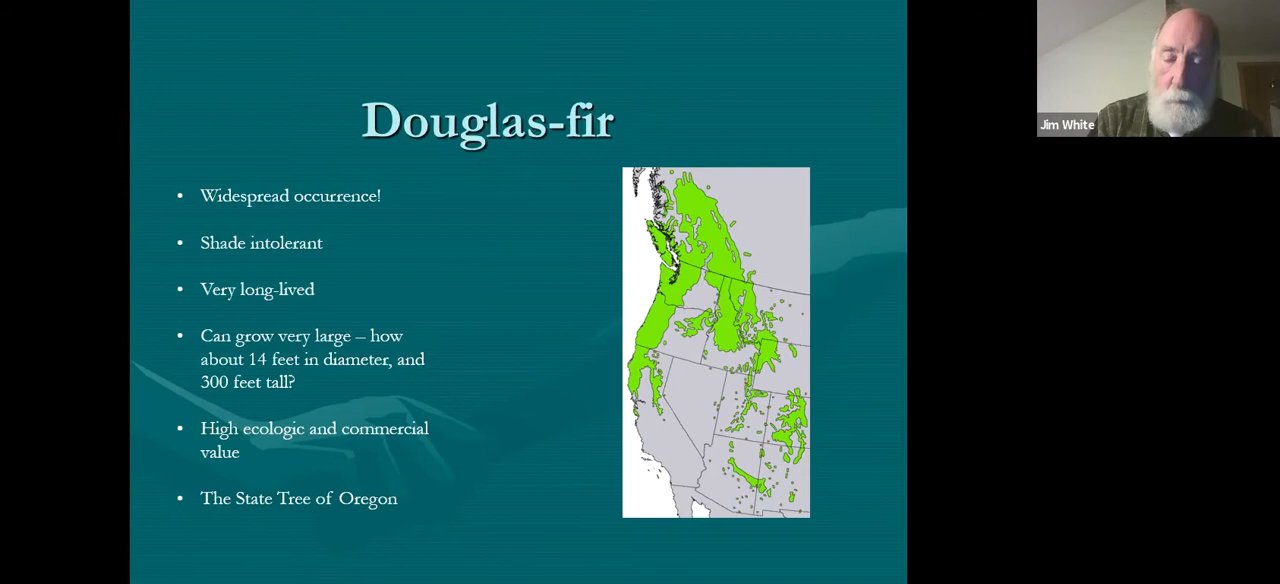 Douglas-fir
• Widespread occurrence!
• Shade intolerant
• Very long-lived
• Can grow very large – how
about 14 feet in diameter, and
300 feet tall?
• High ecologic and commercial
value
• The State Tree of Oregon
Jim White